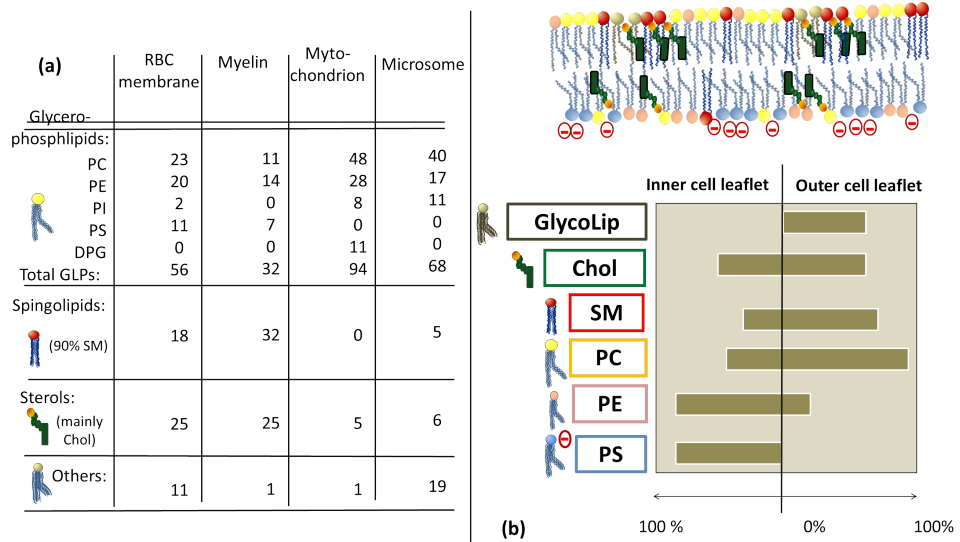 (a)
RBC membrane	Myelin	Myto-chondrion	Microsome
Glycero-
phosphlipids:
PC	23	11	48	40
PE	20	14	28	17
PI	2	0	8	11
PS	11	7	0	0
DPG	0	0	11	0
Total GLPs:	56	32	94	68
Spingolipids:
(90% SM)	18	32	0	5
Sterols:
(mainly Chol)	25	25	5	6
Others:	11	1	1	19
Inner cell leaflet	Outer cell leaflet
GlycoLip
Chol
SM
PC
PE
PS
(b)	100 %	0%	100%